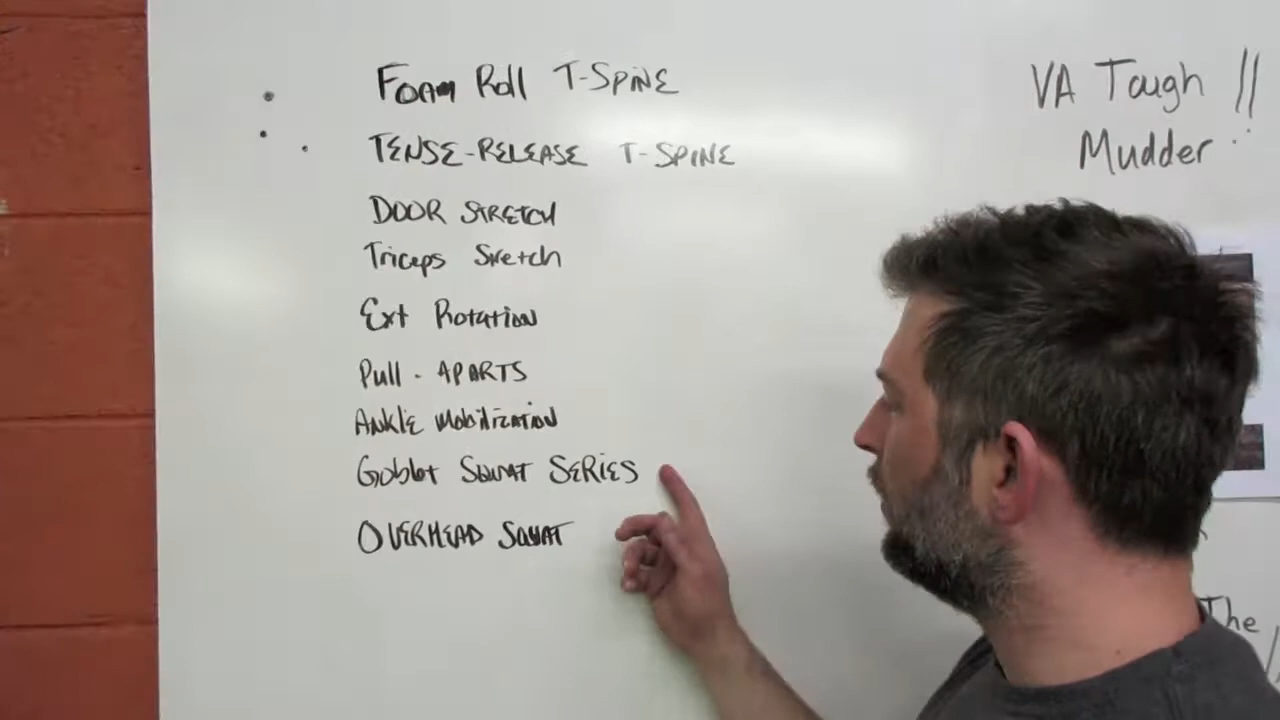 FOAM Roll T-SPINE
TENSE-RELEASE T-SPINE
DOOR STRETCH
Triceps Stretch
Ext Rotation
Pull-APARTS
Ankle Mobilization
Goblet Squat Series
OVERHEAD SQUAT
VA Tough
Mudder
The